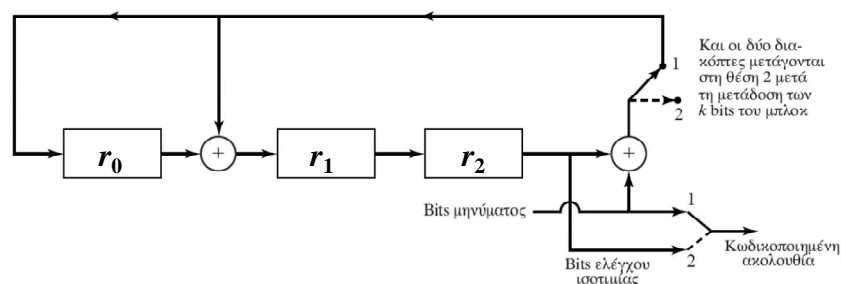 1
Και οι δύο δια-
κόπτες μετάγονται
στη θέση 2 μετά
τη μετάδοση των
k bits του μπλοκ
2
r0
+
r1
r2
+
Bits μηνύματος
1
Κωδικοποιημένη
ακολουθία
2
Bits ελέγχου
ισοτιμίας